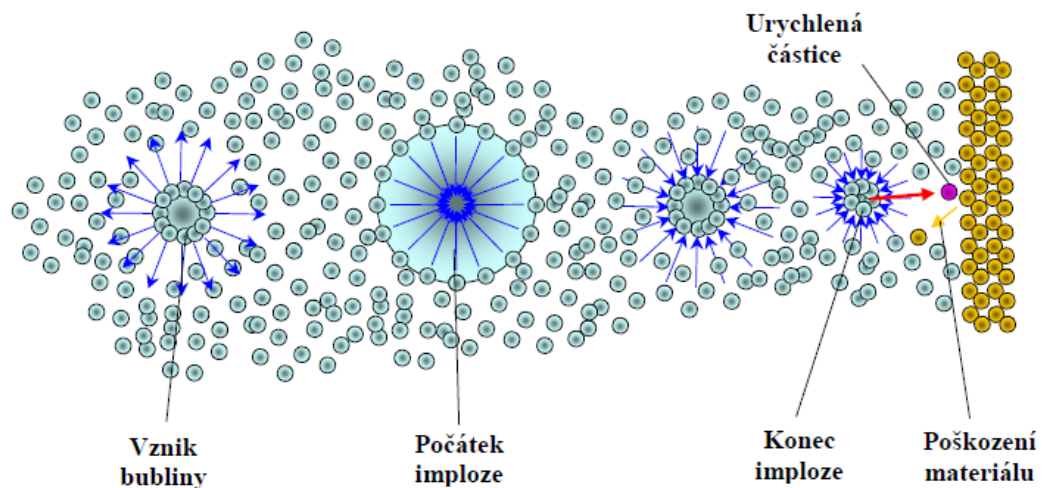 Urychlená
částice
Vznik
bubliny
Počátek
imploze
Konec
imploze
Poškození
materiálu